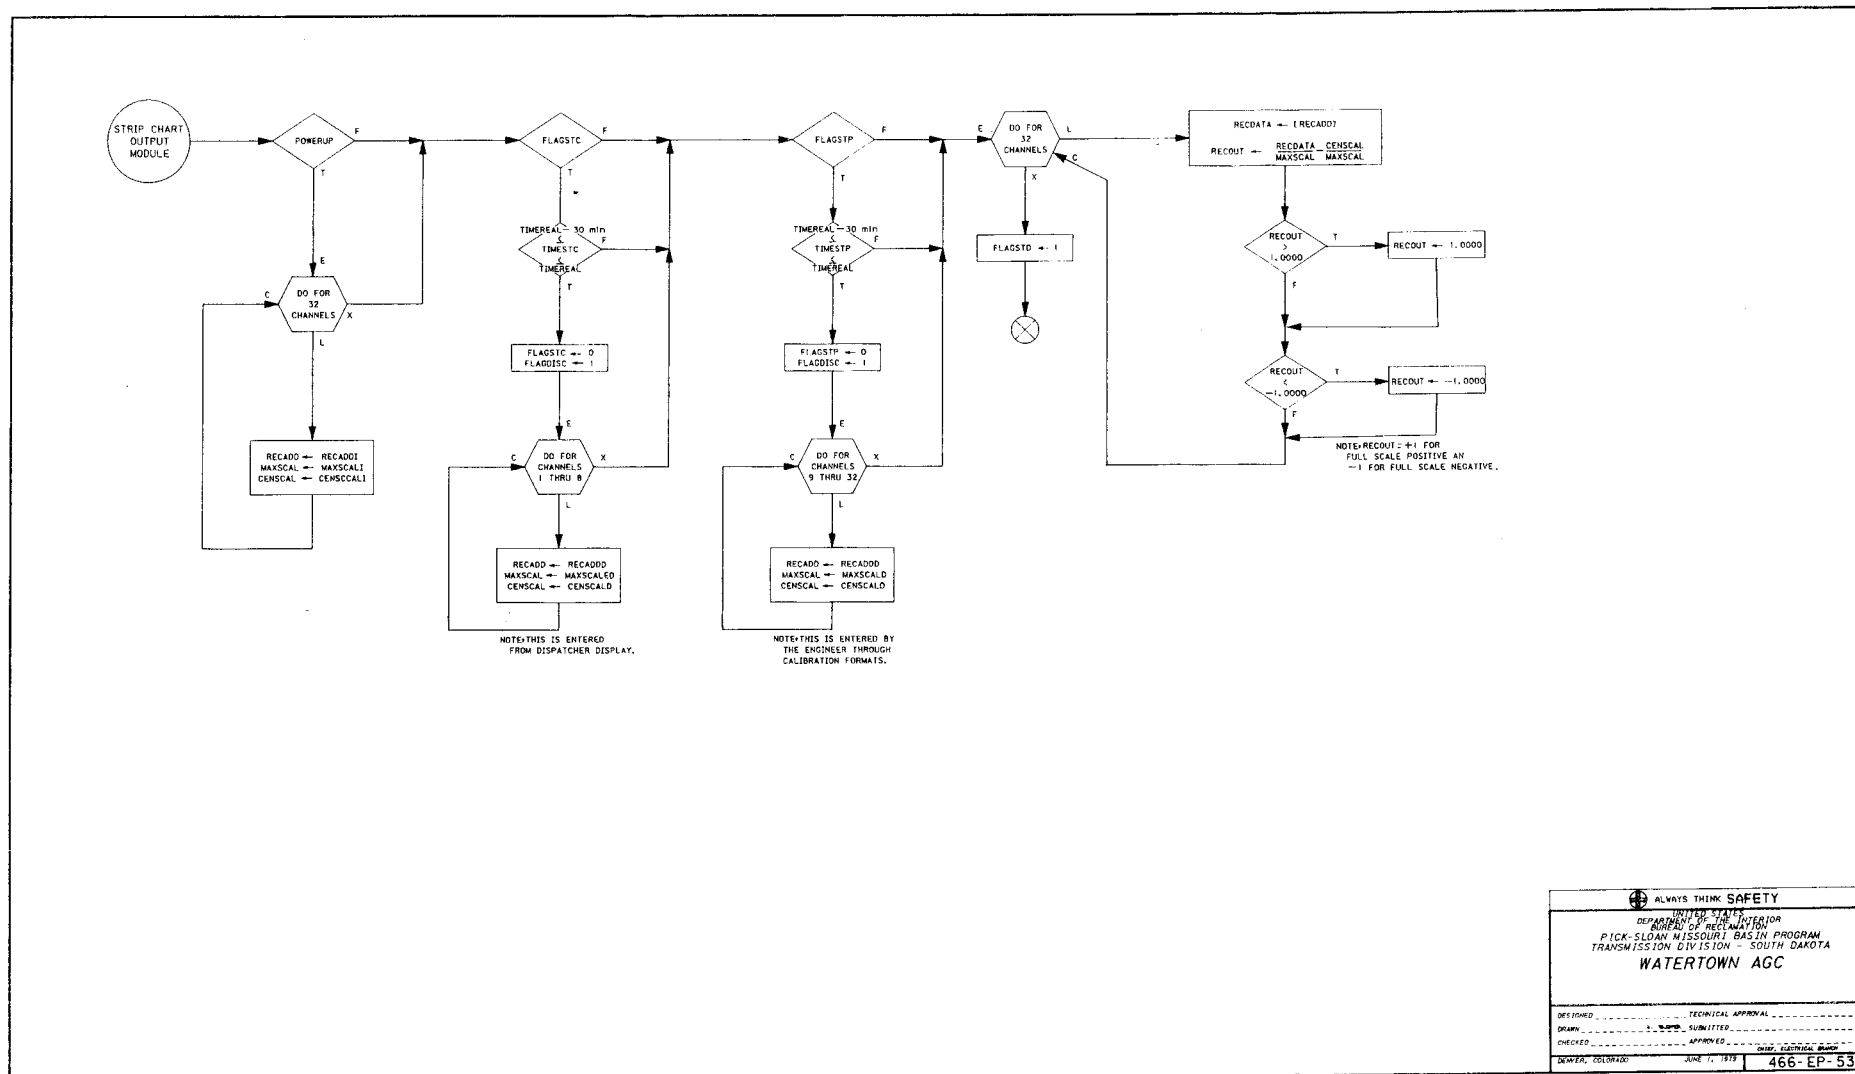 STRIP CHART
OUTPUT
MODULE
POWERUP
F
T
E
C
DO FOR
32
CHANNELS
X
L
RECADD ← RECADDI
MAXSCAL ← MAXSCALI
CENSCAL ← CENSCCALI
FLAGSTC
F
T
TIMEREAL-30 min
≤
TIMESTC
≤
TIMEREAL
F
T
FLAGSTC ← 0
FLAGDISC ← 1
E
C
DO FOR
CHANNELS
1 THRU 8
X
L
RECADD ← RECADDD
MAXSCAL ← MAXSCALED
CENSCAL ← CENSCALD
NOTE:THIS IS ENTERED
FROM DISPATCHER DISPLAY.
FLAGSTP
F
T
TIMEREAL-30 min
≤
TIMESTP
≤
TIMEREAL
F
T
FLAGSTP ← 0
FLAGDISC ← 1
E
C
DO FOR
CHANNELS
9 THRU 32
X
L
RECADD ← RECADDD
MAXSCAL ← MAXSCALD
CENSCAL ← CENSCALD
NOTE:THIS IS ENTERED BY
THE ENGINEER THROUGH
CALIBRATION FORMATS.
E
DO FOR
32
CHANNELS
L
C
X
FLAGSTD ← 1
RECDATA ← [RECADD]
RECOUT ← RECDATA/MAXSCAL - CENSCAL/MAXSCAL
RECOUT
>
1.0000
T
RECOUT ← 1.0000
F
RECOUT
<
-1.0000
T
RECOUT ← -1.0000
F
NOTE:RECOUT=+1 FOR
FULL SCALE POSITIVE AN
-1 FOR FULL SCALE NEGATIVE.
ALWAYS THINK SAFETY
UNITED STATES
DEPARTMENT OF THE INTERIOR
BUREAU OF RECLAMATION
PICK-SLOAN MISSOURI BASIN PROGRAM
TRANSMISSION DIVISION - SOUTH DAKOTA
WATERTOWN AGC
DESIGNED TECHNICAL APPROVAL
DRAWN SUBMITTED
CHECKED APPROVED
CHIEF, ELECTRICAL BRANCH
DENVER, COLORADO JUNE 1, 1979 466-EP-53